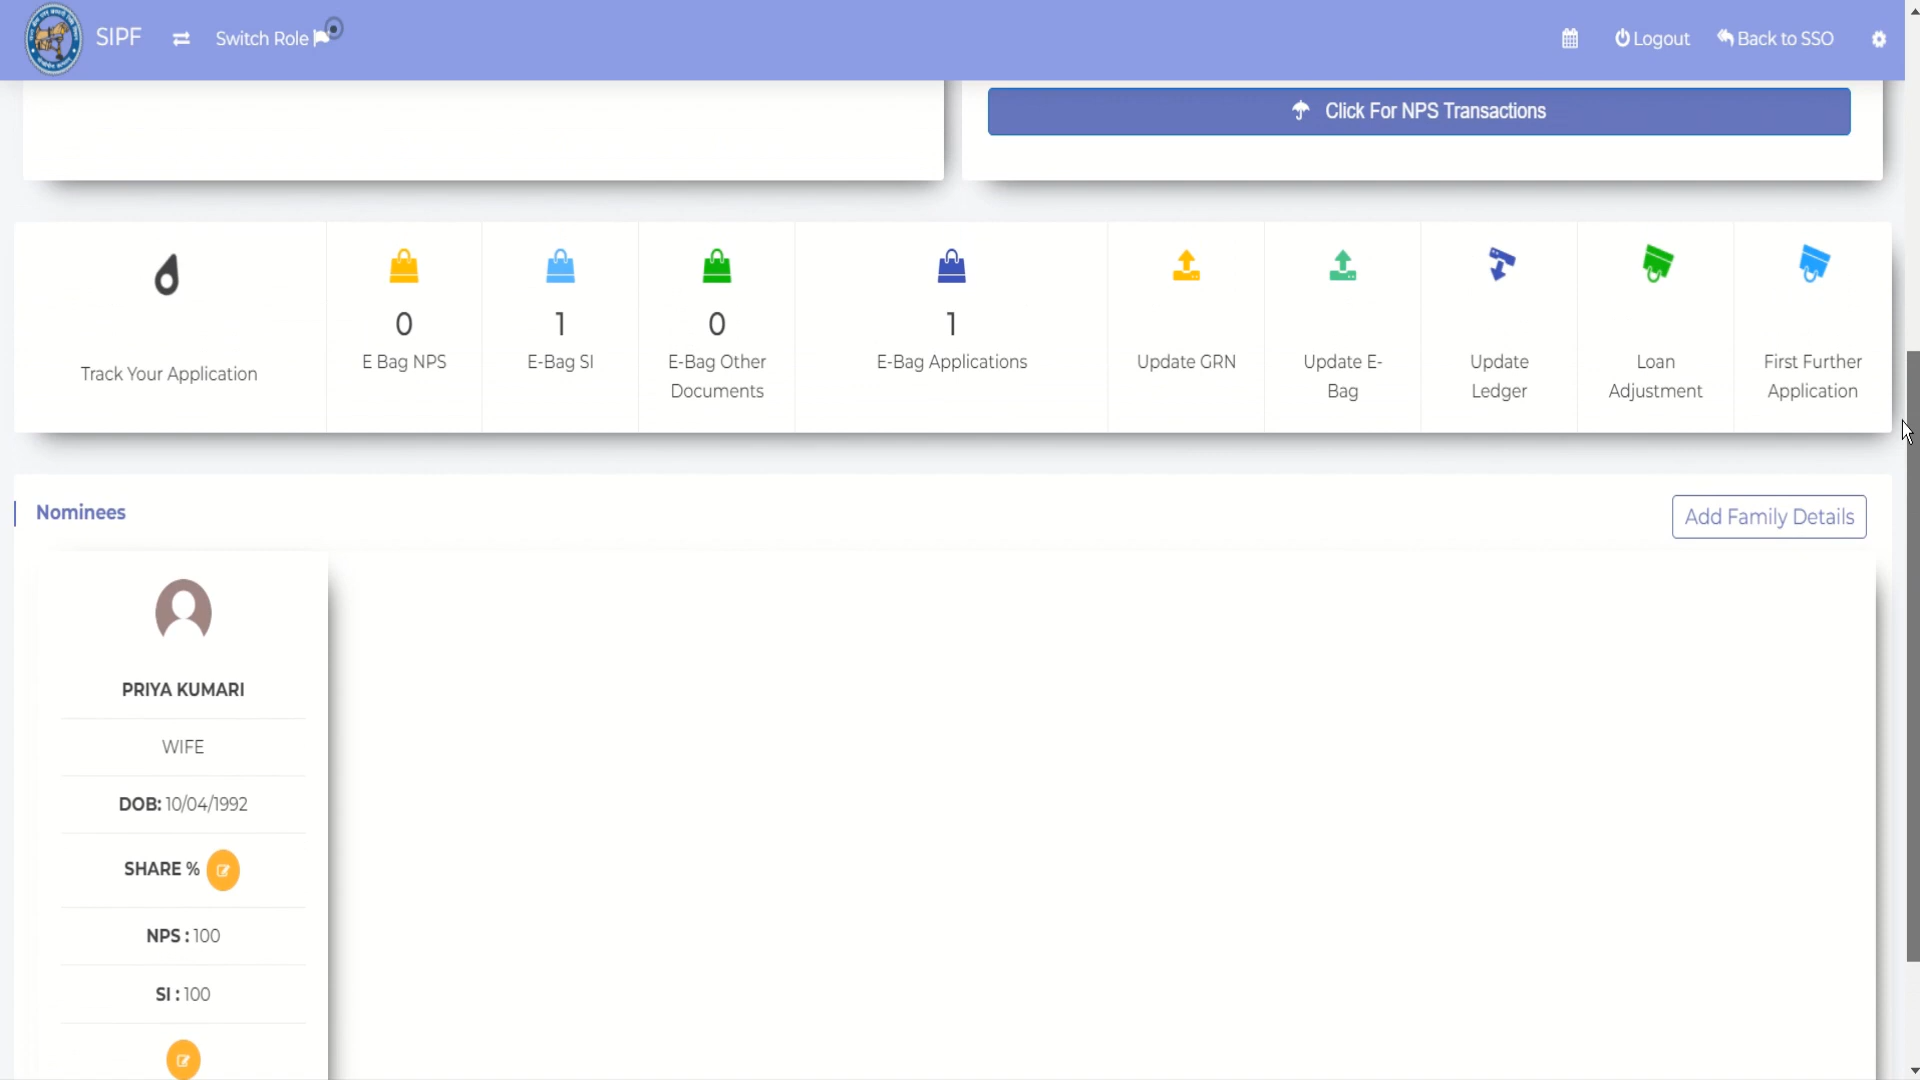 SIPF
Switch Role
Logout
Back to SSO
Click For NPS Transactions
Track Your Application
0
E Bag NPS
1
E-Bag SI
0
E-Bag Other
Documents
1
E-Bag Applications
Update GRN
Update E-
Bag
Update
Ledger
Loan
Adjustment
First Further
Application
Nominees
Add Family Details
PRIYA KUMARI
WIFE
DOB: 10/04/1992
SHARE %
NPS : 100
SI : 100